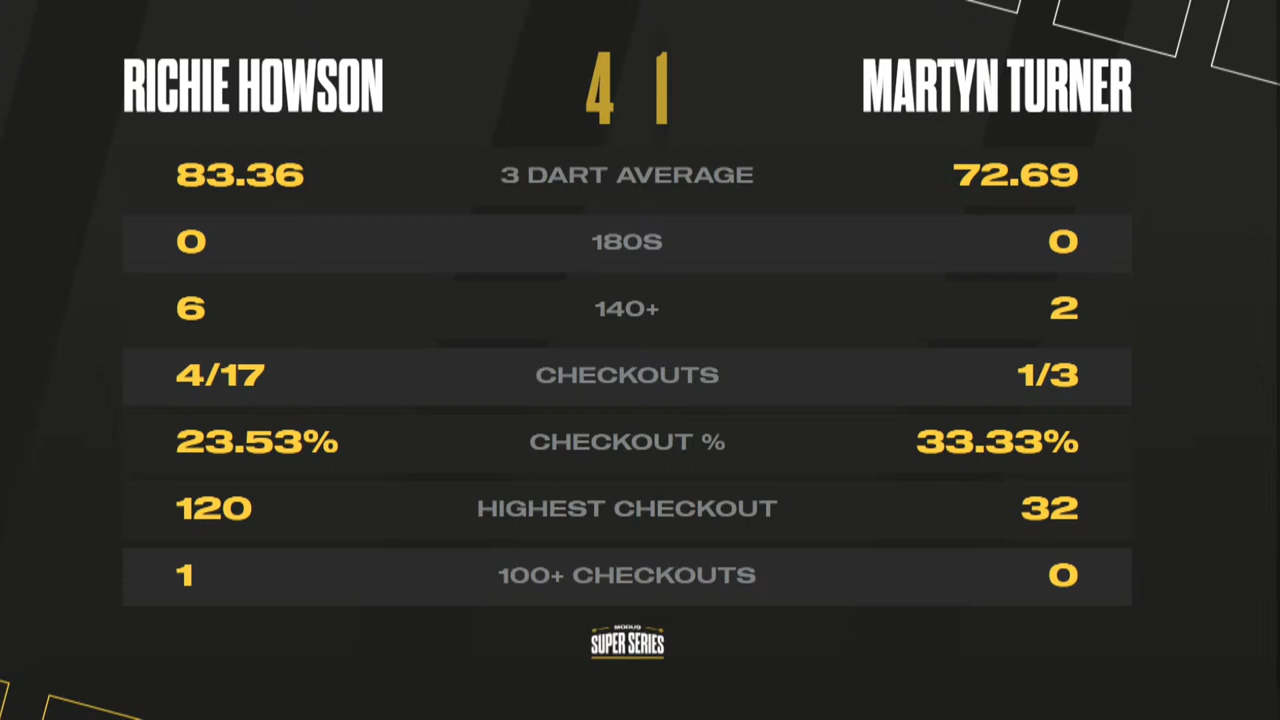 RICHIE HOWSON 4 1 MARTYN TURNER
83.36 3 DART AVERAGE 72.69
0 180S 0
6 140+ 2
4/17 CHECKOUTS 1/3
23.53% CHECKOUT % 33.33%
120 HIGHEST CHECKOUT 32
1 100+ CHECKOUTS 0
MODUS
SUPER SERIES